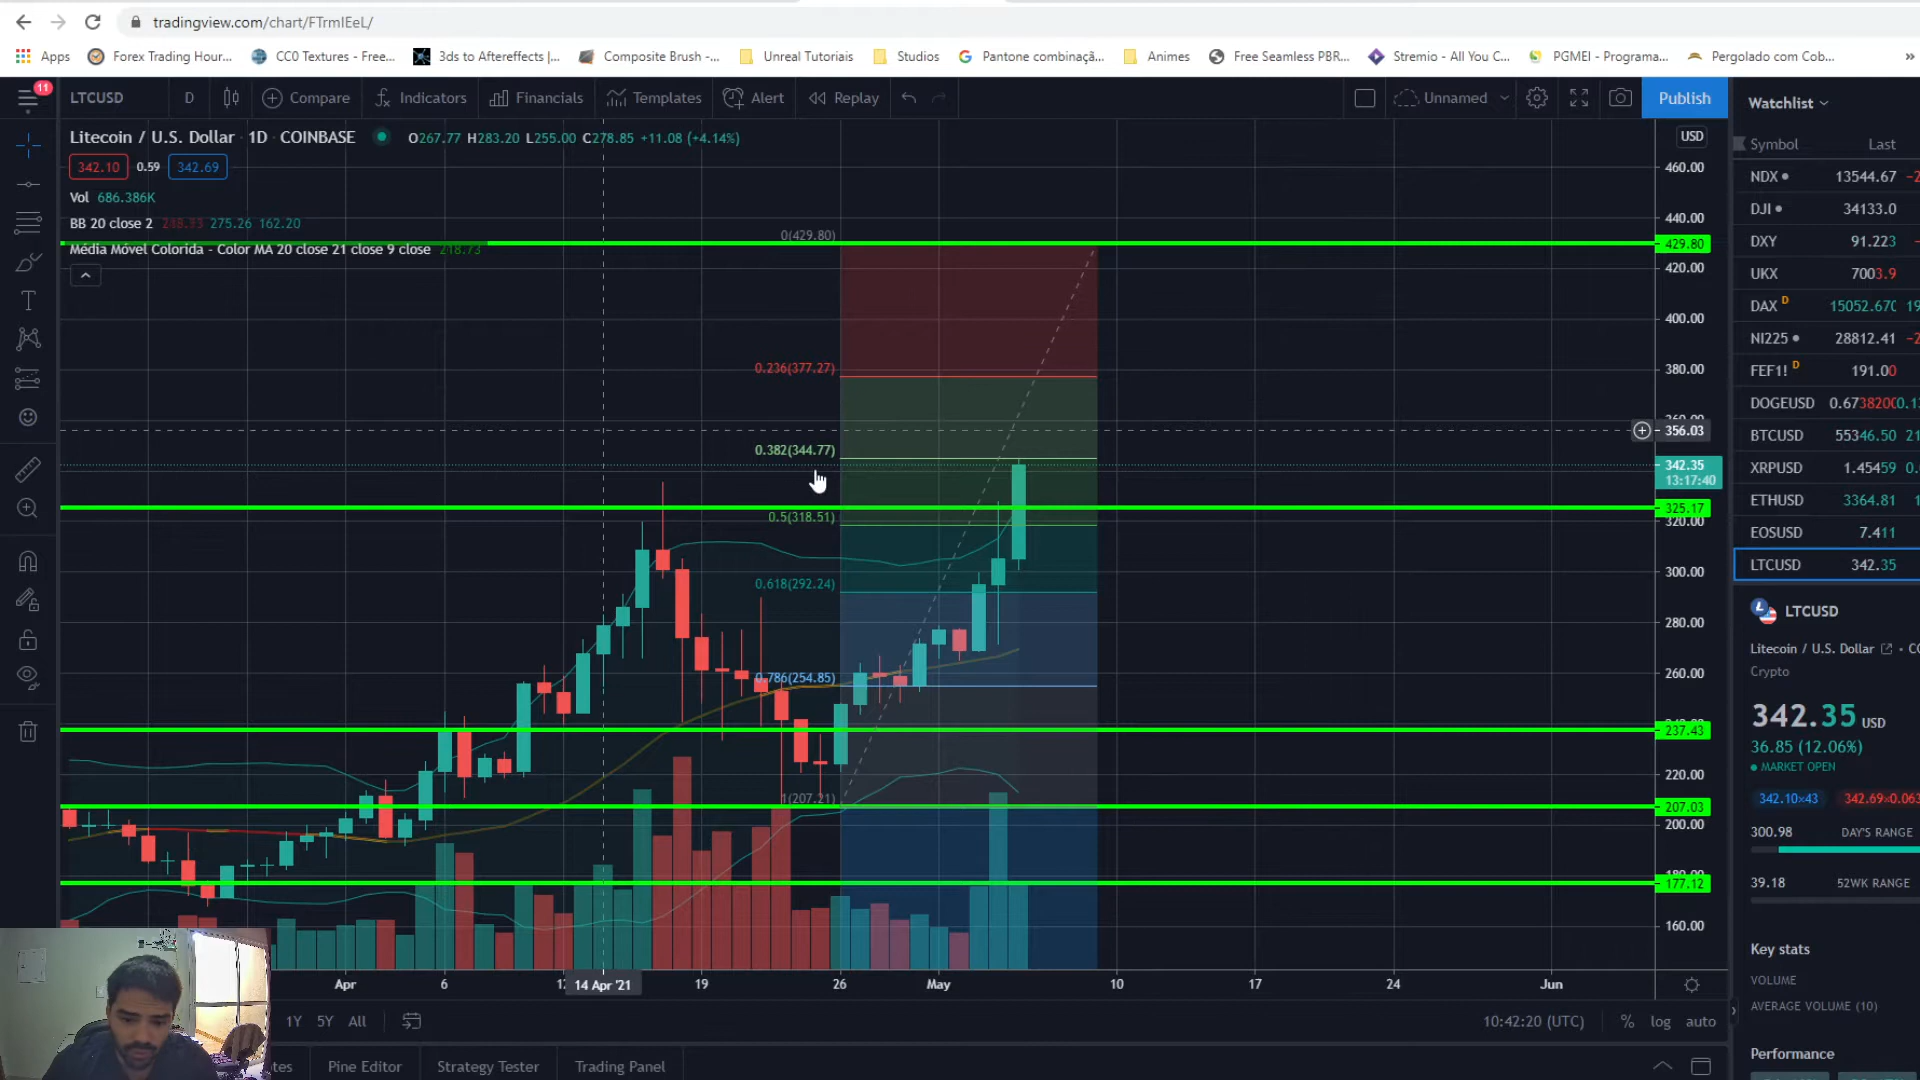 tradingview.com/chart/FTrmIEeL/
Apps Forex Trading Hour... CC0 Textures - Free... 3ds to Aftereffects |... Composite Brush -... Unreal Tutoriais Studios Pantone combinaçã... Animes Free Seamless PBR... Stremio - All You C... PGMEI - Programa... Pergolado com Cob... »
11
LTCUSD D Compare Indicators Financials Templates Alert Replay Unnamed Publish Watchlist
Litecoin / U.S. Dollar 1D COINBASE O267.77 H283.20 L255.00 C278.85 +11.08 (+4.14%) USD
Symbol Last
342.10 0.59 342.69
460.00
NDX 13544.67 -2
Vol 686.386K
DJI 34133.0
BB 20 close 2 275.26 162.20
440.00
0(429.80)
429.80
DXY 91.223
Média Móvel Colorida - Color MA 20 close 21 close 9 close 218.73
420.00
UKX 7003.9
DAX D 15052.670 19
400.00
NI225 28812.41 -2
0.236(377.27)
380.00
FEF1! D 191.00
DOGEUSD 0.6738200 0.1
356.03
BTCUSD 55346.50 21
0.382(344.77)
342.35
13:17:40
XRPUSD 1.45459 0.
325.17
ETHUSD 3364.81 1
0.5(318.51)
320.00
EOSUSD 7.411
300.00
LTCUSD 342.35
0.618(292.24)
280.00
LTCUSD
Litecoin / U.S. Dollar • CO
260.00
Crypto
0.786(254.85)
342.35 USD
237.43
36.85 (12.06%)
MARKET OPEN
220.00
1(207.21)
207.03
342.10×43 342.69×0.063
200.00
300.98 DAY'S RANGE
177.12
39.18 52WK RANGE
160.00
Key stats
Apr 6 14 Apr '21 19 26 May 10 17 24 Jun
VOLUME
AVERAGE VOLUME (10)
1Y 5Y All 10:42:20 (UTC) % log auto
Performance
tes Pine Editor Strategy Tester Trading Panel